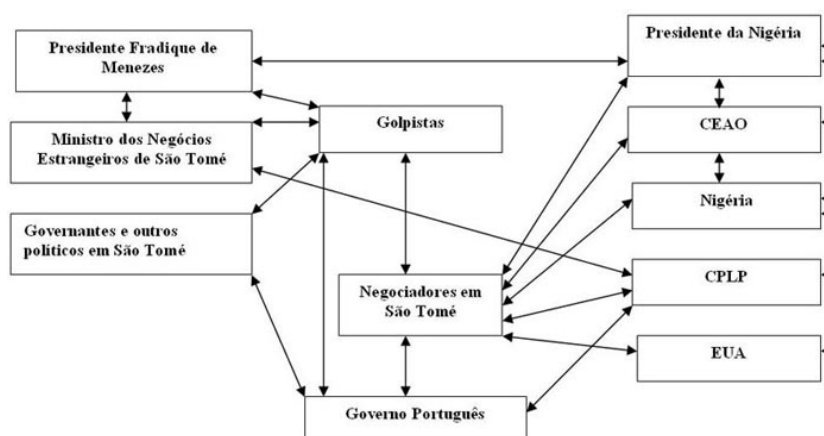 Presidente Fradique de
Menezes
Presidente da Nigéria
Golpistas
CEAO
Ministro dos Negócios
Estrangeiros de São Tomé
Nigéria
Governantes e outros
políticos em São Tomé
Negociadores em
São Tomé
CPLP
EUA
Governo Português